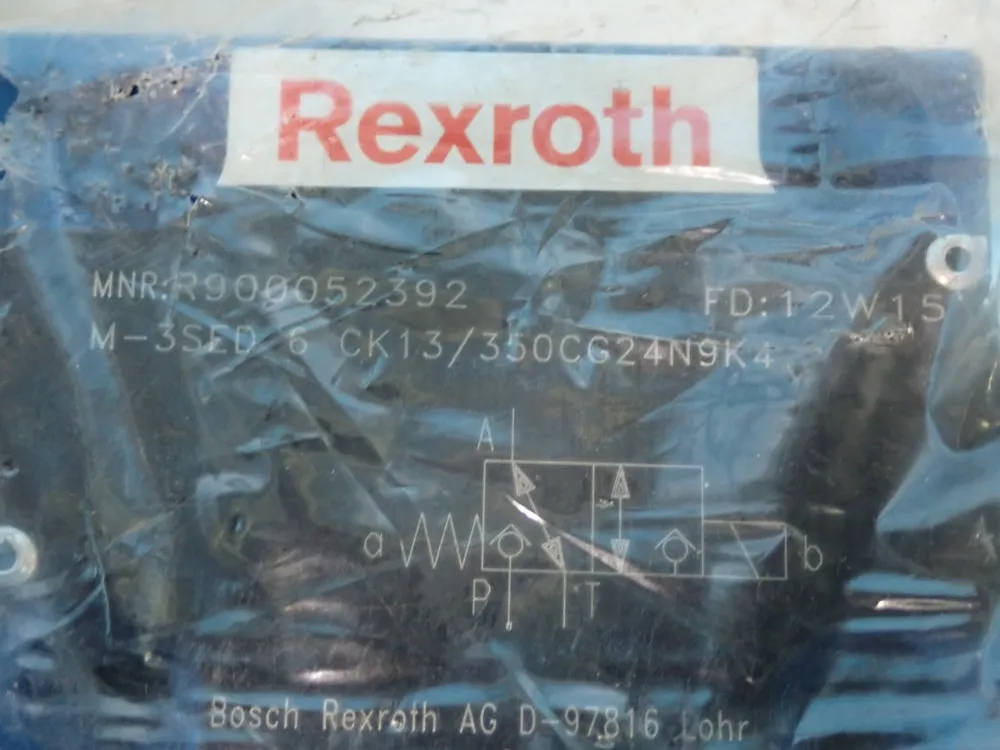 Rexroth
MNR:R900052392 FD:12W15
M-3SED 6 CK13/350CG24N9K4
A
a b
P T
Bosch Rexroth AG D-97816 Lohr